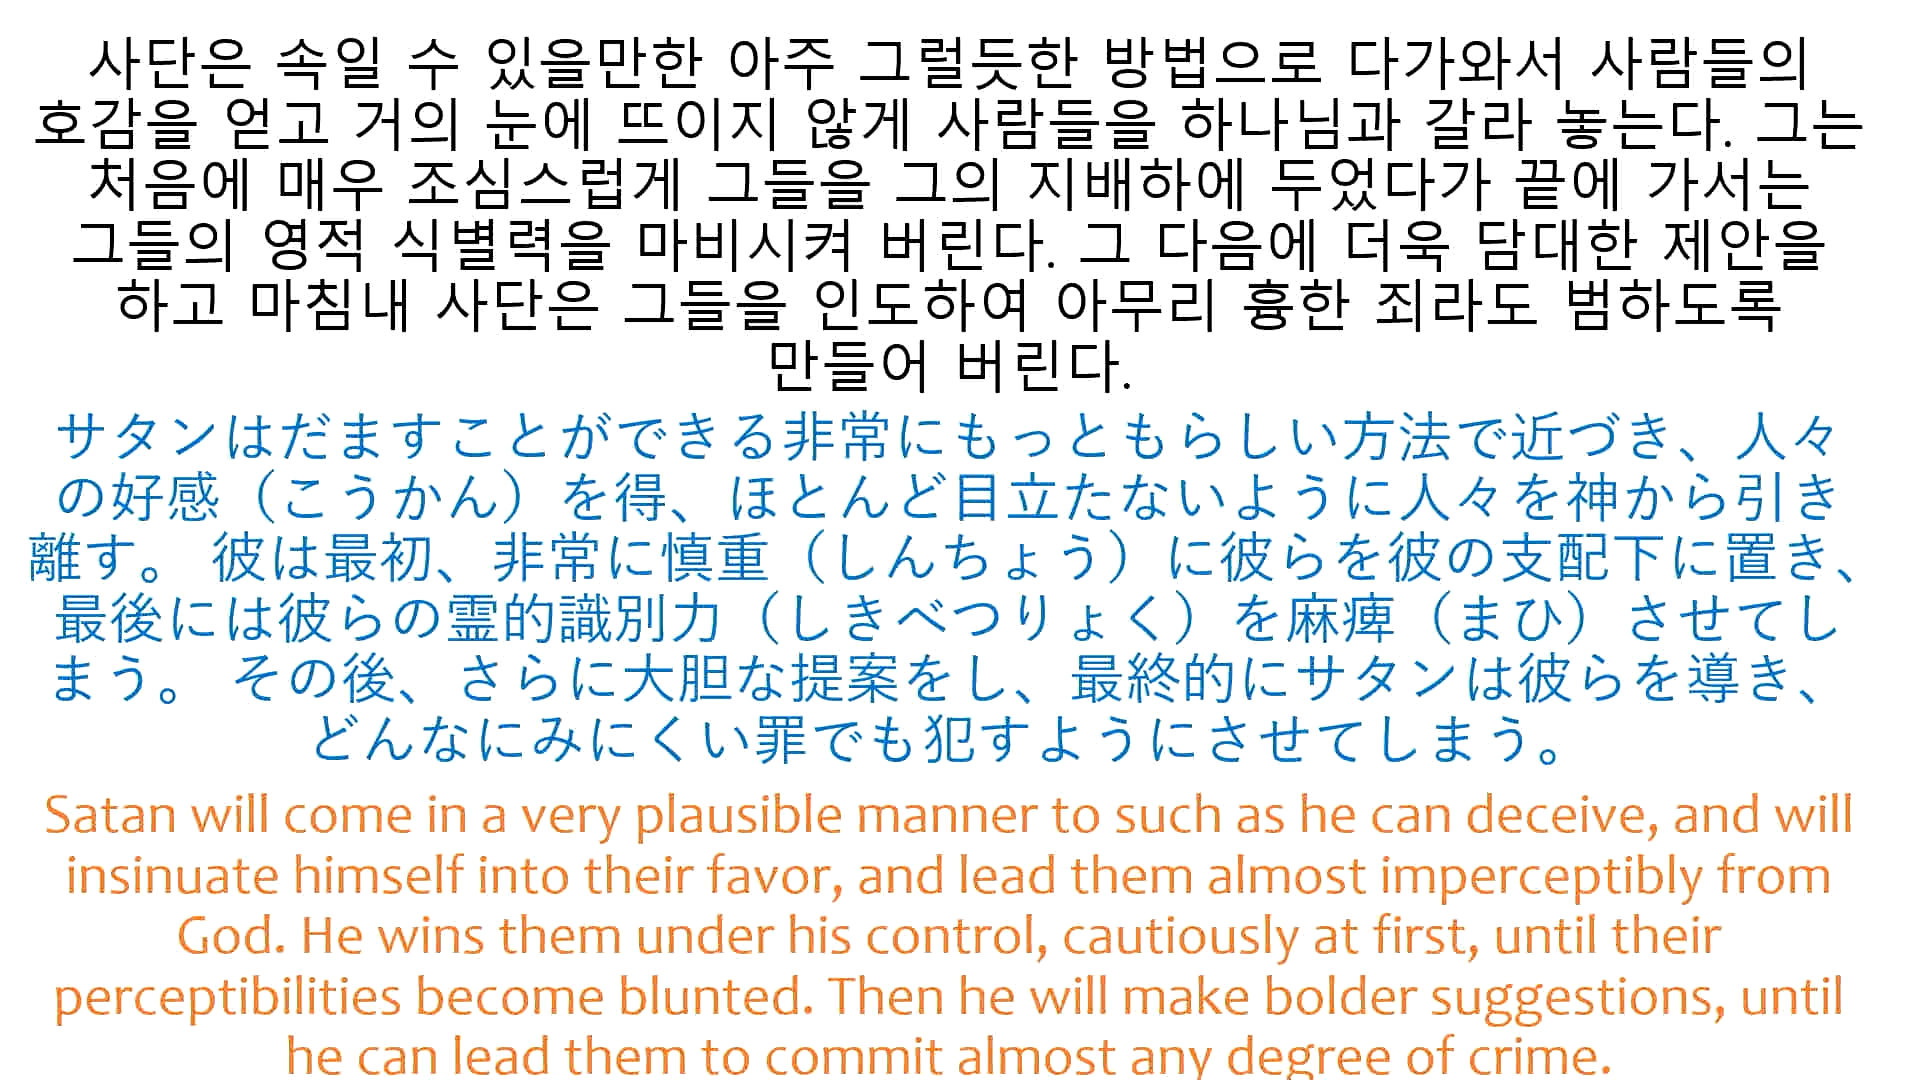 사단은 속일 수 있을만한 아주 그럴듯한 방법으로 다가와서 사람들의
호감을 얻고 거의 눈에 뜨이지 않게 사람들을 하나님과 갈라 놓는다. 그는
처음에 매우 조심스럽게 그들을 그의 지배하에 두었다가 끝에 가서는
그들의 영적 식별력을 마비시켜 버린다. 그 다음에 더욱 담대한 제안을
하고 마침내 사단은 그들을 인도하여 아무리 흉한 죄라도 범하도록
만들어 버린다.
サタンはだますことができる非常にもっともらしい方法で近づき、人々
の好感（こうかん）を得、ほとんど目立たないように人々を神から引き
離す。 彼は最初、非常に慎重（しんちょう）に彼らを彼の支配下に置き、
最後には彼らの霊的識別力（しきべつりょく）を麻痺（まひ）させてし
まう。 その後、さらに大胆な提案をし、最終的にサタンは彼らを導き、
どんなにみにくい罪でも犯すようにさせてしまう。
Satan will come in a very plausible manner to such as he can deceive, and will
insinuate himself into their favor, and lead them almost imperceptibly from
God. He wins them under his control, cautiously at first, until their
perceptibilities become blunted. Then he will make bolder suggestions, until
he can lead them to commit almost any degree of crime.